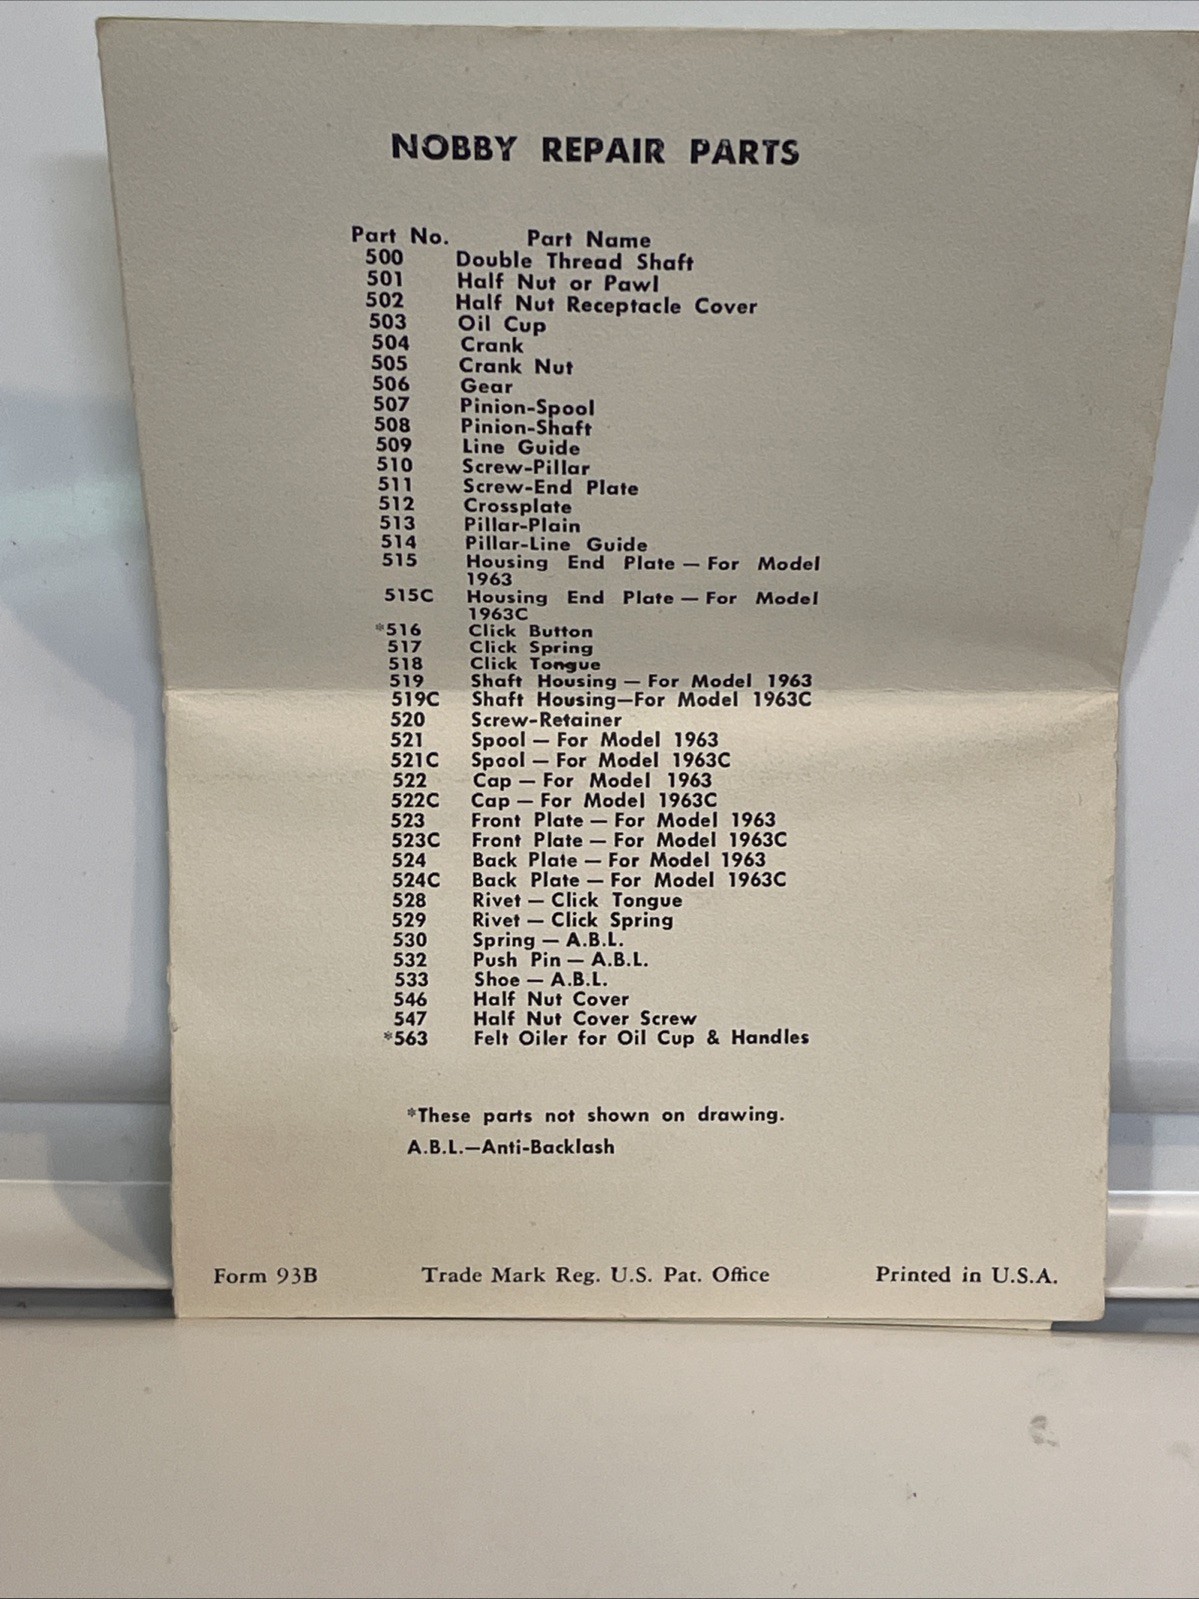 NOBBY REPAIR PARTS
Part No. Part Name
500 Double Thread Shaft
501 Half Nut or Pawl
502 Half Nut Receptacle Cover
503 Oil Cup
504 Crank
505 Crank Nut
506 Gear
507 Pinion-Spool
508 Pinion-Shaft
509 Line Guide
510 Screw-Pillar
511 Screw-End Plate
512 Crossplate
513 Pillar-Plain
514 Pillar-Line Guide
515 Housing End Plate — For Model
1963
515C Housing End Plate — For Model
1963C
*516 Click Button
517 Click Spring
518 Click Tongue
519 Shaft Housing — For Model 1963
519C Shaft Housing—For Model 1963C
520 Screw-Retainer
521 Spool — For Model 1963
521C Spool — For Model 1963C
522 Cap — For Model 1963
522C Cap — For Model 1963C
523 Front Plate — For Model 1963
523C Front Plate — For Model 1963C
524 Back Plate — For Model 1963
524C Back Plate — For Model 1963C
528 Rivet — Click Tongue
529 Rivet — Click Spring
530 Spring — A.B.L.
532 Push Pin — A.B.L.
533 Shoe — A.B.L.
546 Half Nut Cover
547 Half Nut Cover Screw
*563 Felt Oiler for Oil Cup & Handles
*These parts not shown on drawing.
A.B.L.—Anti-Backlash
Form 93B Trade Mark Reg. U.S. Pat. Office Printed in U.S.A.